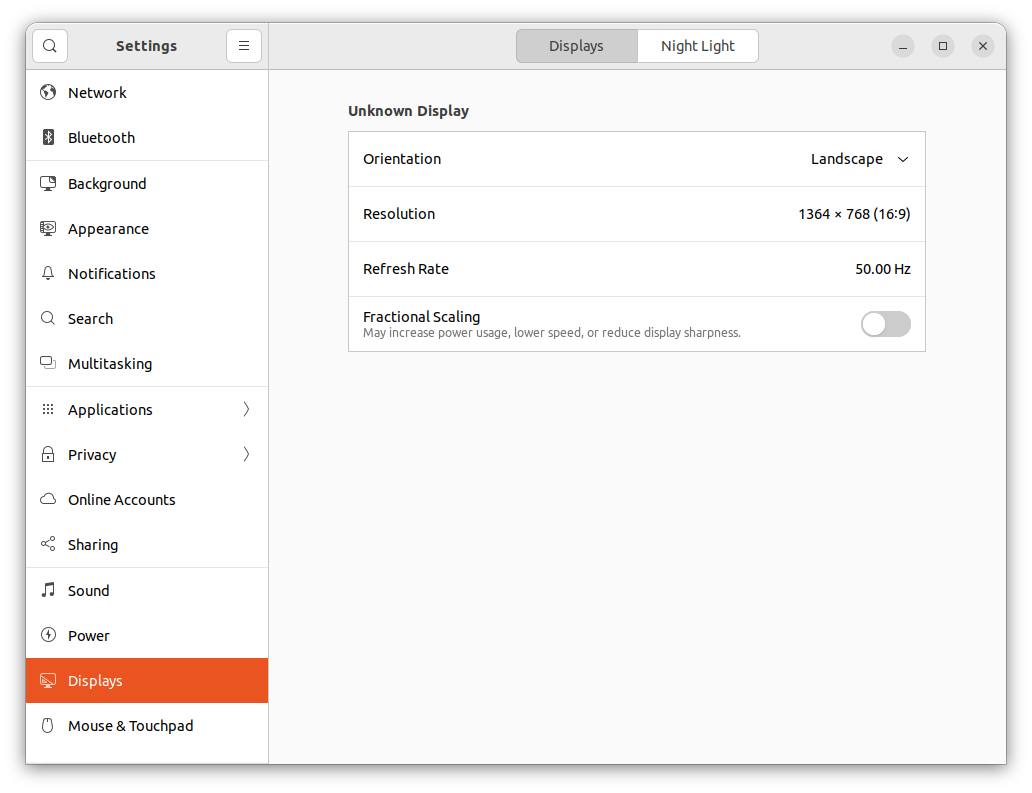 Settings
Displays
Night Light
Network
Bluetooth
Background
Appearance
Notifications
Search
Multitasking
Applications
Privacy
Online Accounts
Sharing
Sound
Power
Displays
Mouse & Touchpad
Unknown Display
Orientation
Landscape
Resolution
1364 × 768 (16∶9)
Refresh Rate
50.00 Hz
Fractional Scaling
May increase power usage, lower speed, or reduce display sharpness.